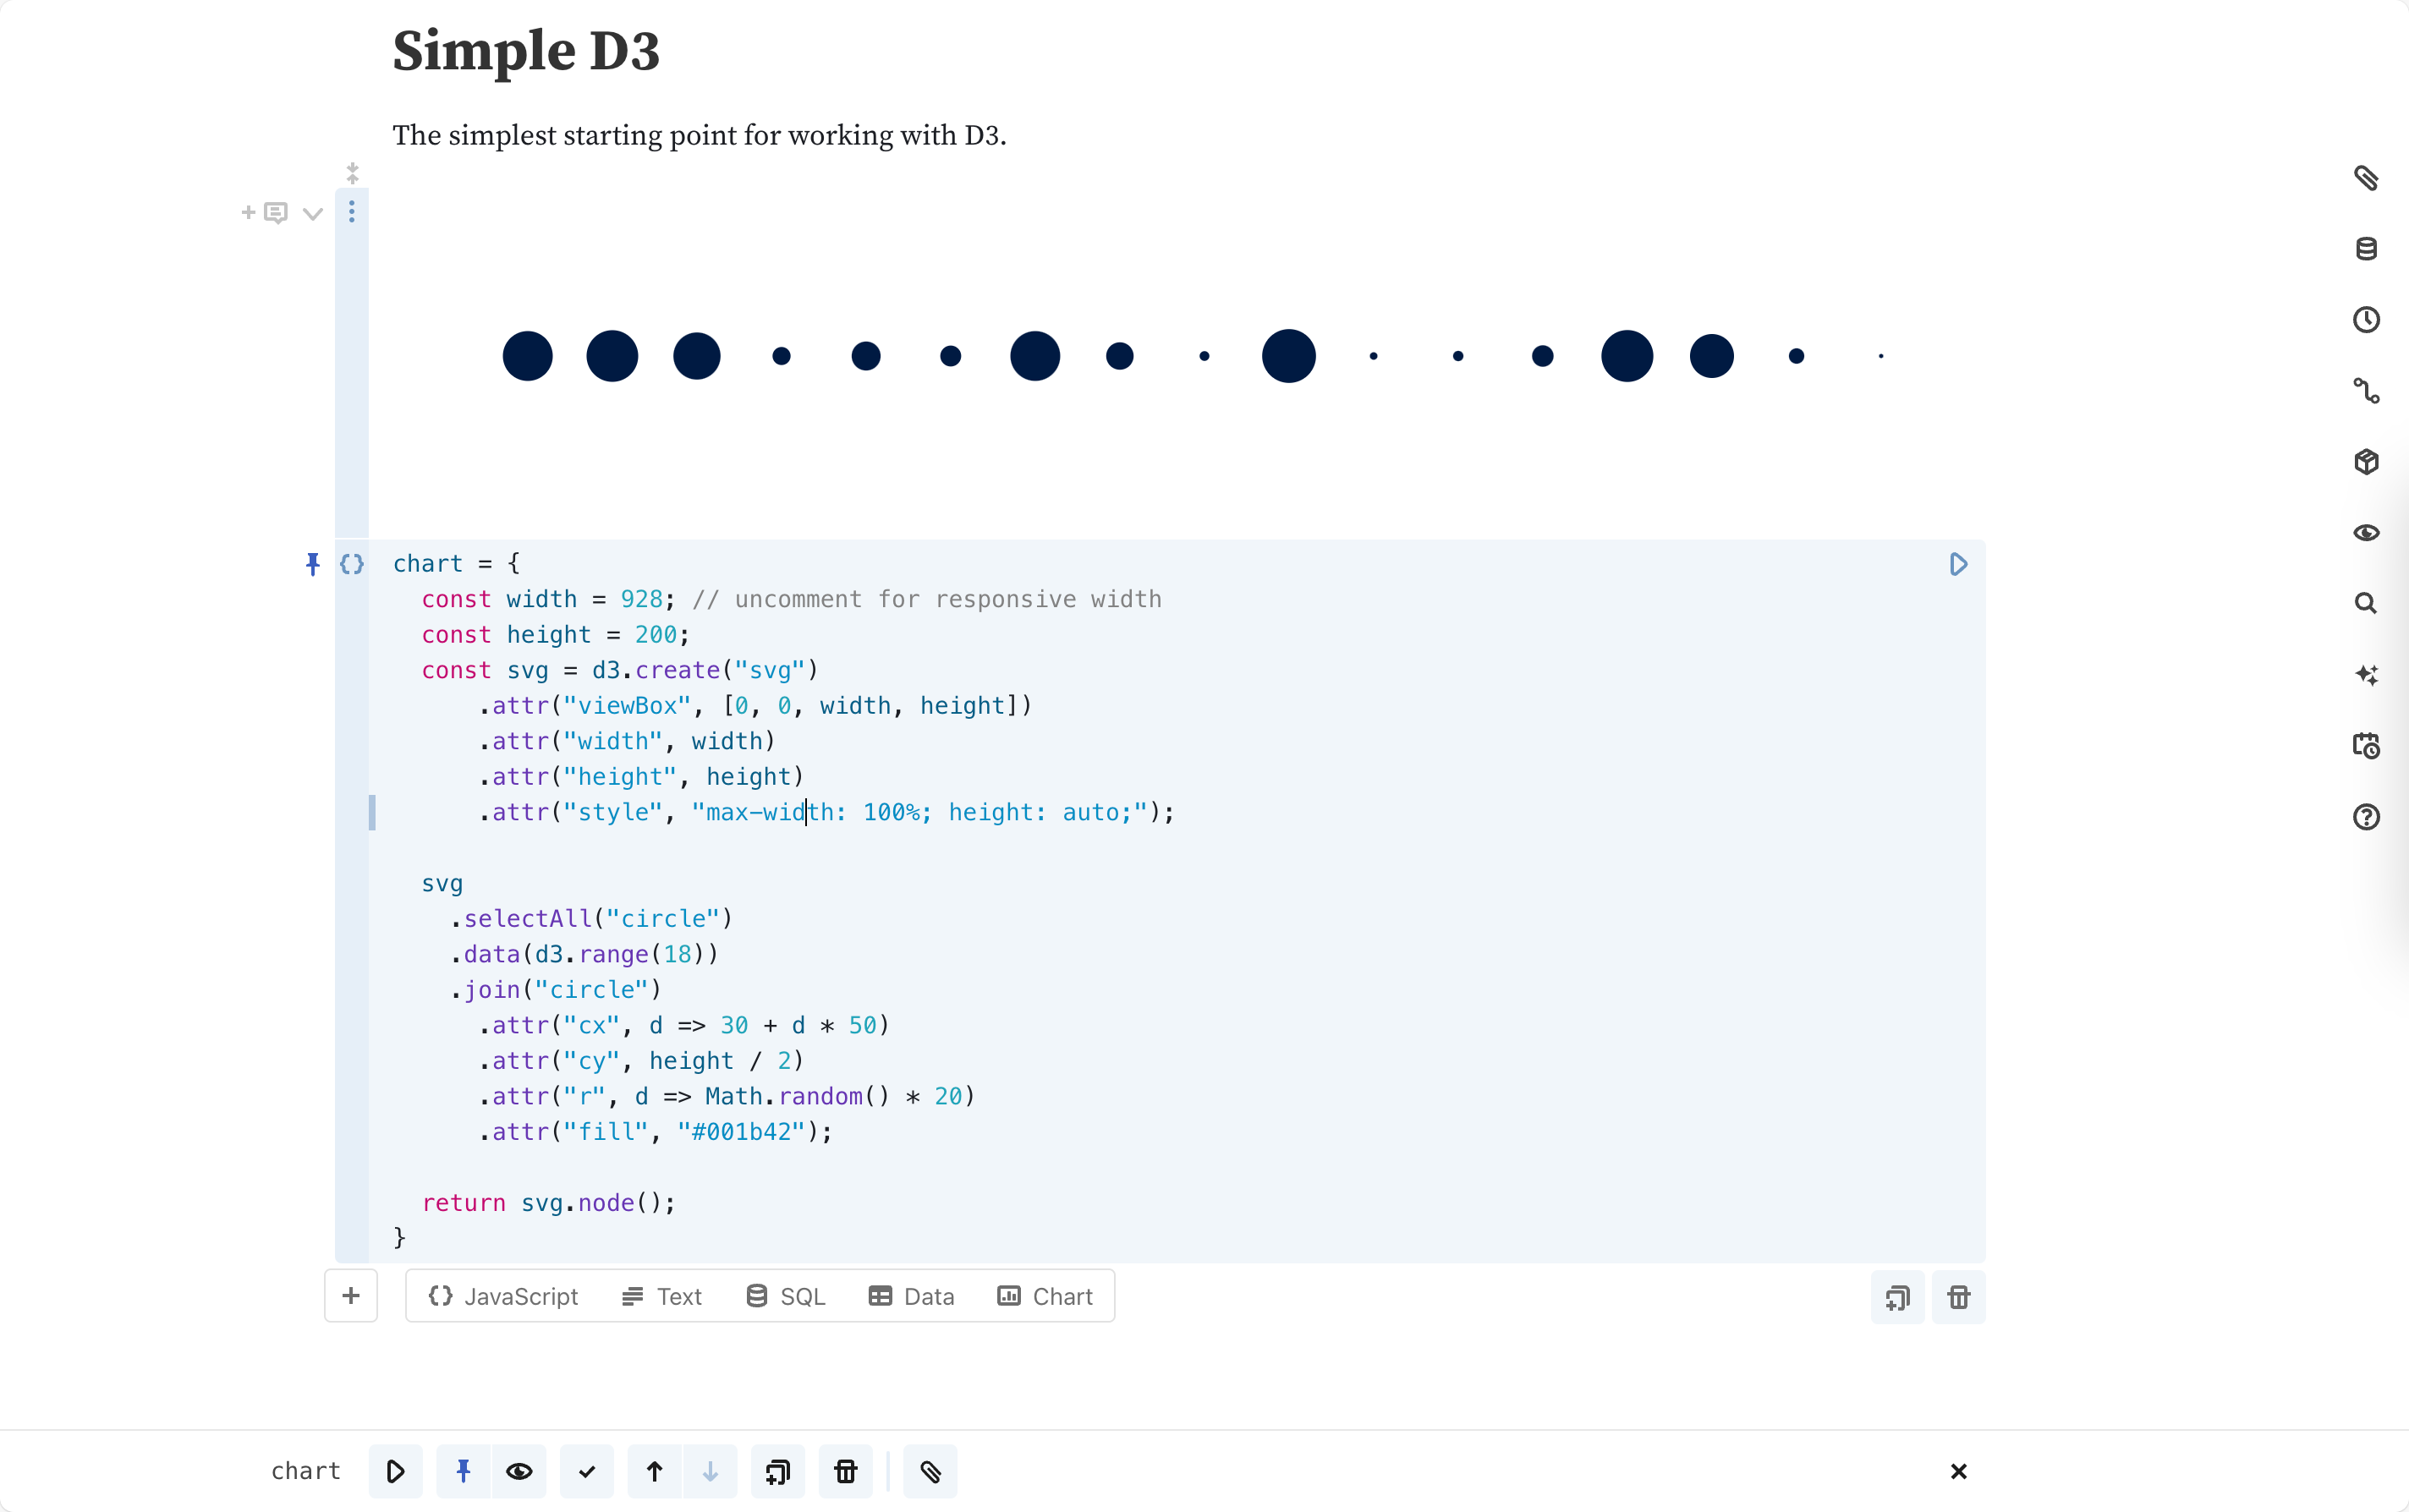 Simple D3
The simplest starting point for working with D3.
chart = {
  const width = 928; // uncomment for responsive width
  const height = 200;
  const svg = d3.create("svg")
      .attr("viewBox", [0, 0, width, height])
      .attr("width", width)
      .attr("height", height)
      .attr("style", "max-width: 100%; height: auto;");
  svg
    .selectAll("circle")
    .data(d3.range(18))
    .join("circle")
      .attr("cx", d => 30 + d * 50)
      .attr("cy", height / 2)
      .attr("r", d => Math.random() * 20)
      .attr("fill", "#001b42");
  return svg.node();
}
JavaScript Text SQL Data Chart
chart